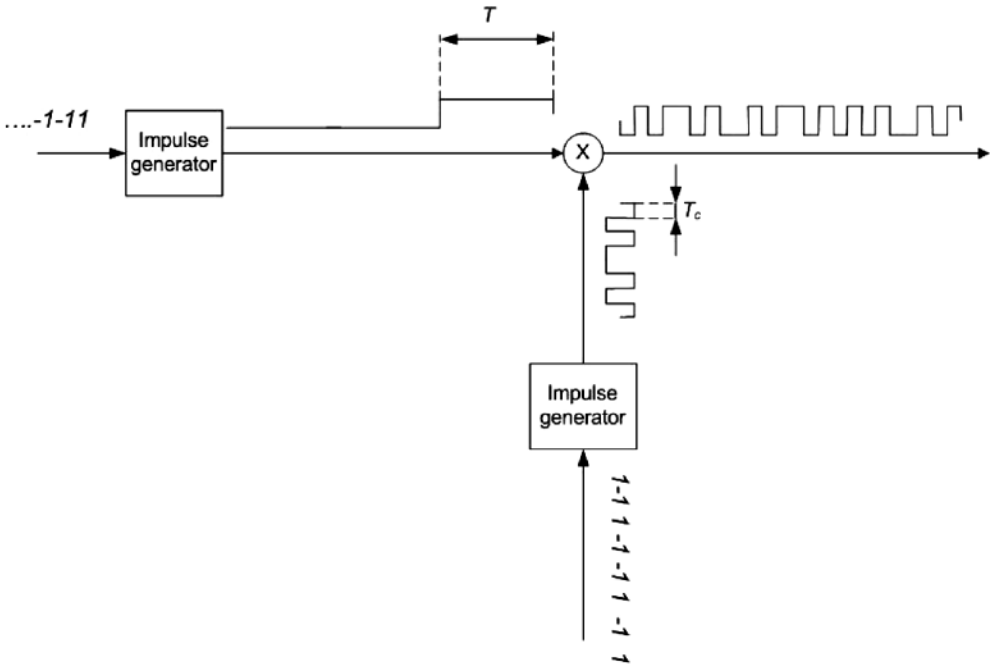 T
....-1-11
Impulse
generator
X
Tc
Impulse
generator
1-1 1 -1 -1 1 -1 1